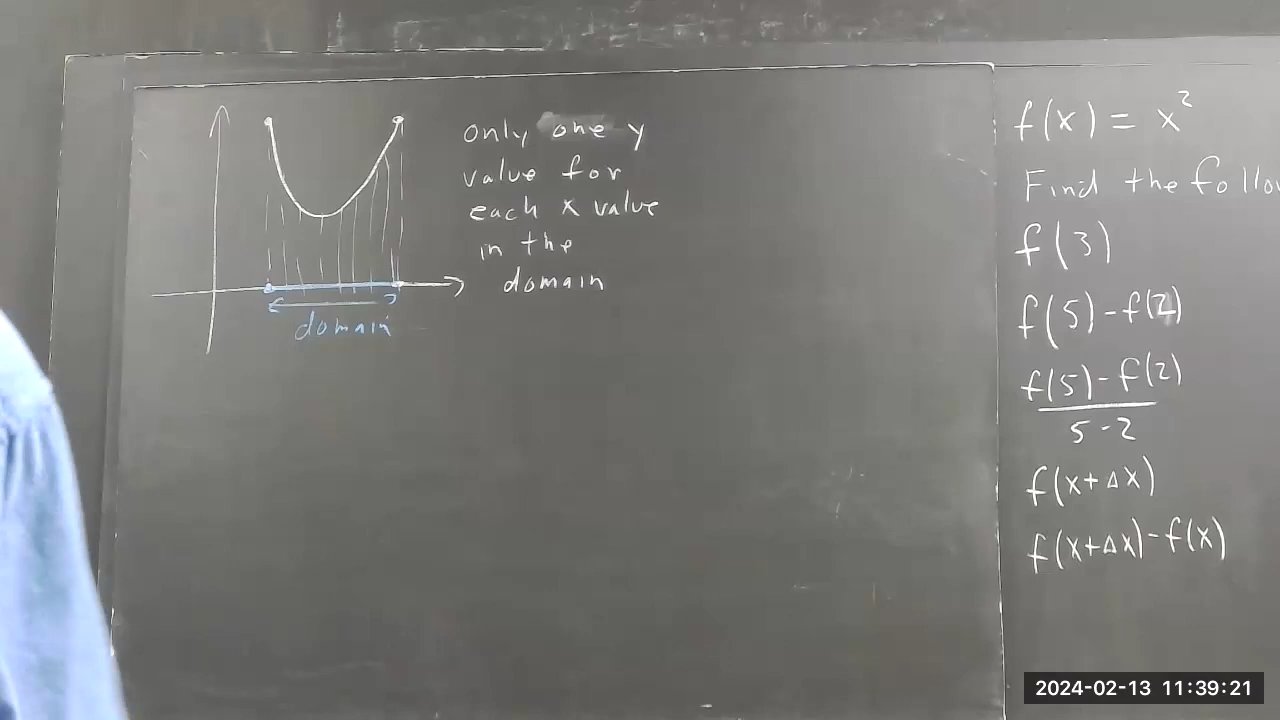 only one y
value for
each x value
in the
domain
domain
f(x) = x²
Find the
f(3)
f(5)-f(2)
f(5)-f(2)
5-2
f(x+Δx)
f(x+Δx)-f(x)
2024-02-13 11:39:21